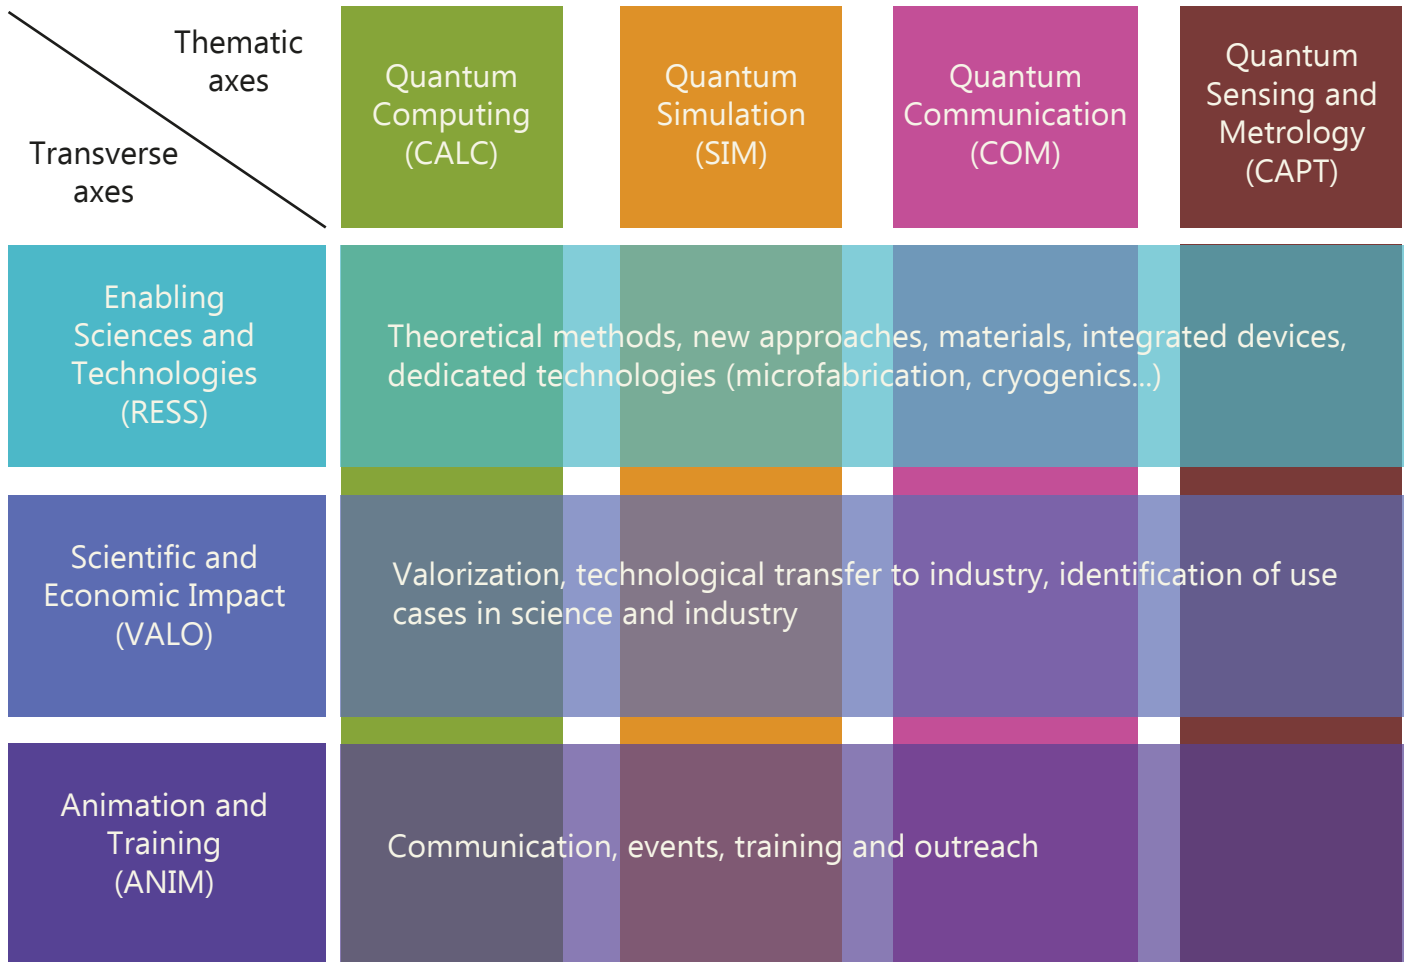 Thematic
axes
Transverse
axes
Quantum
Computing
(CALC)
Quantum
Simulation
(SIM)
Quantum
Communication
(COM)
Quantum
Sensing and
Metrology
(CAPT)
Enabling
Sciences and
Technologies
(RESS)
Theoretical methods, new approaches, materials, integrated devices,
dedicated technologies (microfabrication, cryogenics...)
Scientific and
Economic Impact
(VALO)
Valorization, technological transfer to industry, identification of use
cases in science and industry
Animation and
Training
(ANIM)
Communication, events, training and outreach